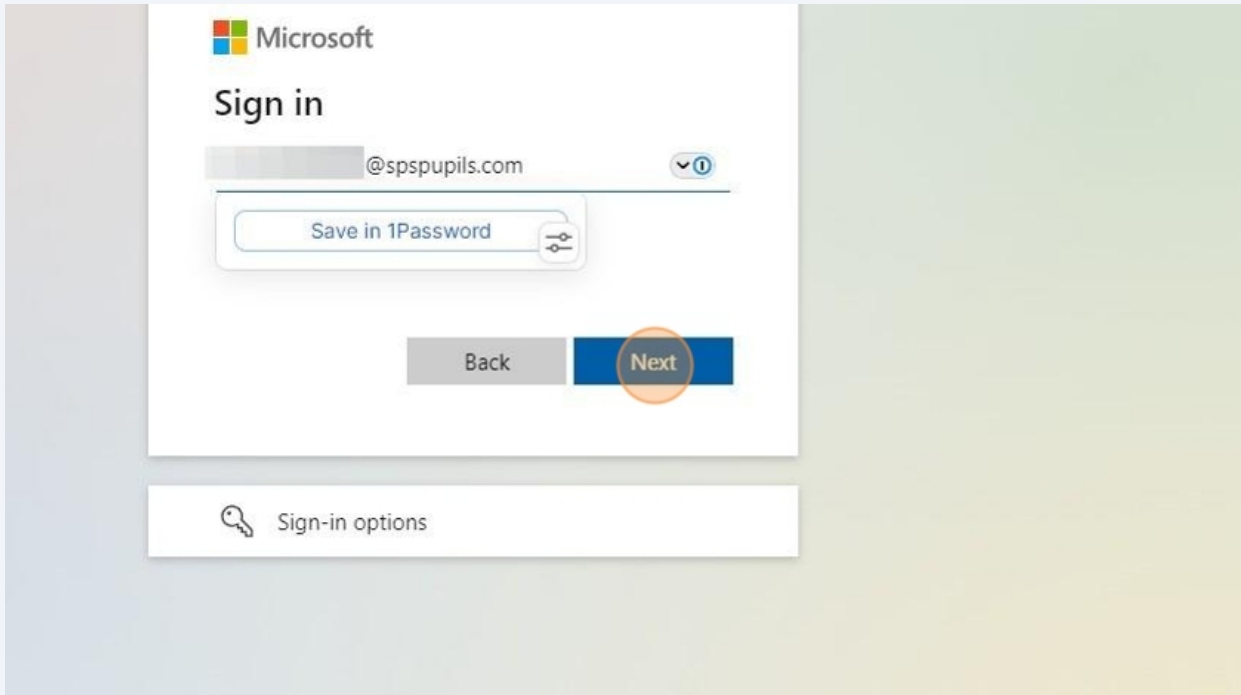 Microsoft
Sign in
@spspupils.com
Save in 1Password
Back
Next
Sign-in options